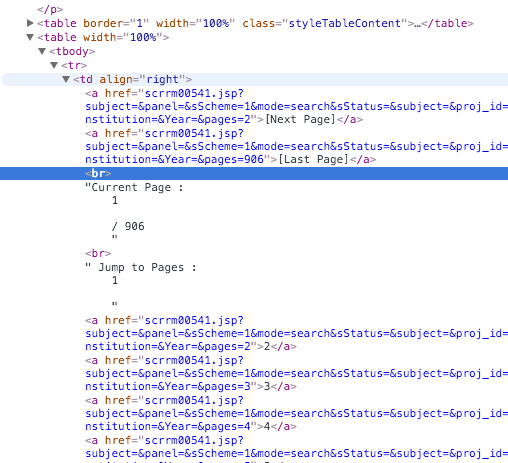 </p>
▶<table border="1" width="100%" class="styleTableContent">…</table>
▼<table width="100%">
▼<tbody>
▼<tr>
▼<td align="right">
<a href="scrrm00541.jsp?
subject=&panel=&sScheme=1&mode=search&sStatus=&subject=&proj_id=
nstitution=&Year=&pages=2">[Next Page]</a>
<a href="scrrm00541.jsp?
subject=&panel=&sScheme=1&mode=search&sStatus=&subject=&proj_id=
nstitution=&Year=&pages=906">[Last Page]</a>
<br>
"Current Page :
1
/ 906
"
<br>
" Jump to Pages :
1
"
<a href="scrrm00541.jsp?
subject=&panel=&sScheme=1&mode=search&sStatus=&subject=&proj_id=
nstitution=&Year=&pages=2">2</a>
<a href="scrrm00541.jsp?
subject=&panel=&sScheme=1&mode=search&sStatus=&subject=&proj_id=
nstitution=&Year=&pages=3">3</a>
<a href="scrrm00541.jsp?
subject=&panel=&sScheme=1&mode=search&sStatus=&subject=&proj_id=
nstitution=&Year=&pages=4">4</a>
<a href="scrrm00541.jsp?
subject=&panel=&sScheme=1&mode=search&sStatus=&subject=&proj_id=